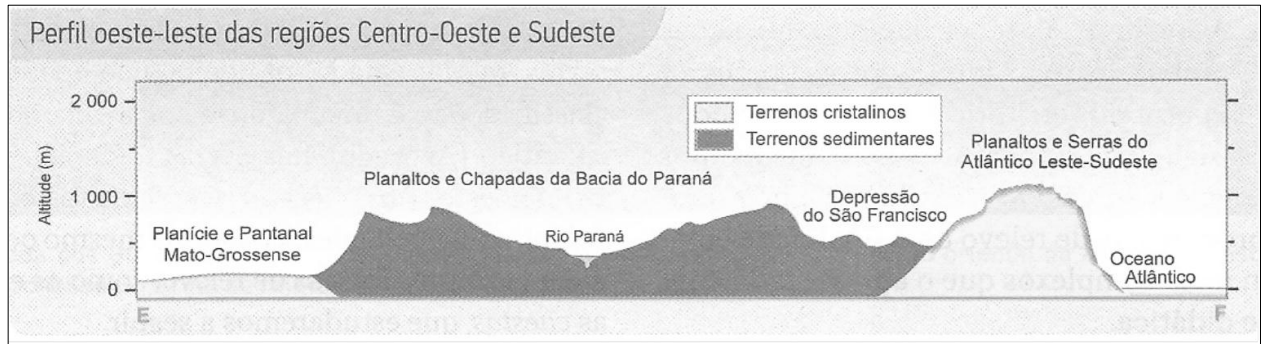 Perfil oeste-leste das regiões Centro-Oeste e Sudeste
2 000
1 000
0
Altitude (m)
Terrenos cristalinos
Terrenos sedimentares
Planaltos e Serras do
Atlântico Leste-Sudeste
Planaltos e Chapadas da Bacia do Paraná
Depressão
do São Francisco
Planície e Pantanal
Mato-Grossense
Rio Paraná
Oceano
Atlântico
E
F